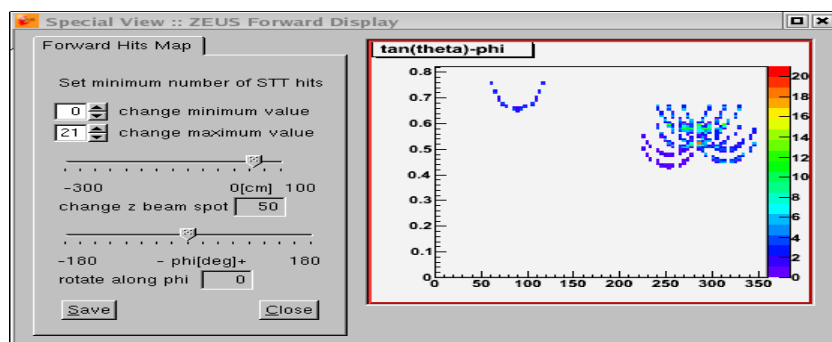 Special View :: ZEUS Forward Display
Forward Hits Map
Set minimum number of STT hits
0 change minimum value
21 change maximum value
-300 0[cm] 100
change z beam spot 50
-180 - phi[deg]+ 180
rotate along phi 0
Save Close
tan(theta)-phi
0.8
0.7
0.6
0.5
0.4
0.3
0.2
0.1
0
0 50 100 150 200 250 300 350
20
18
16
14
12
10
8
6
4
2
0